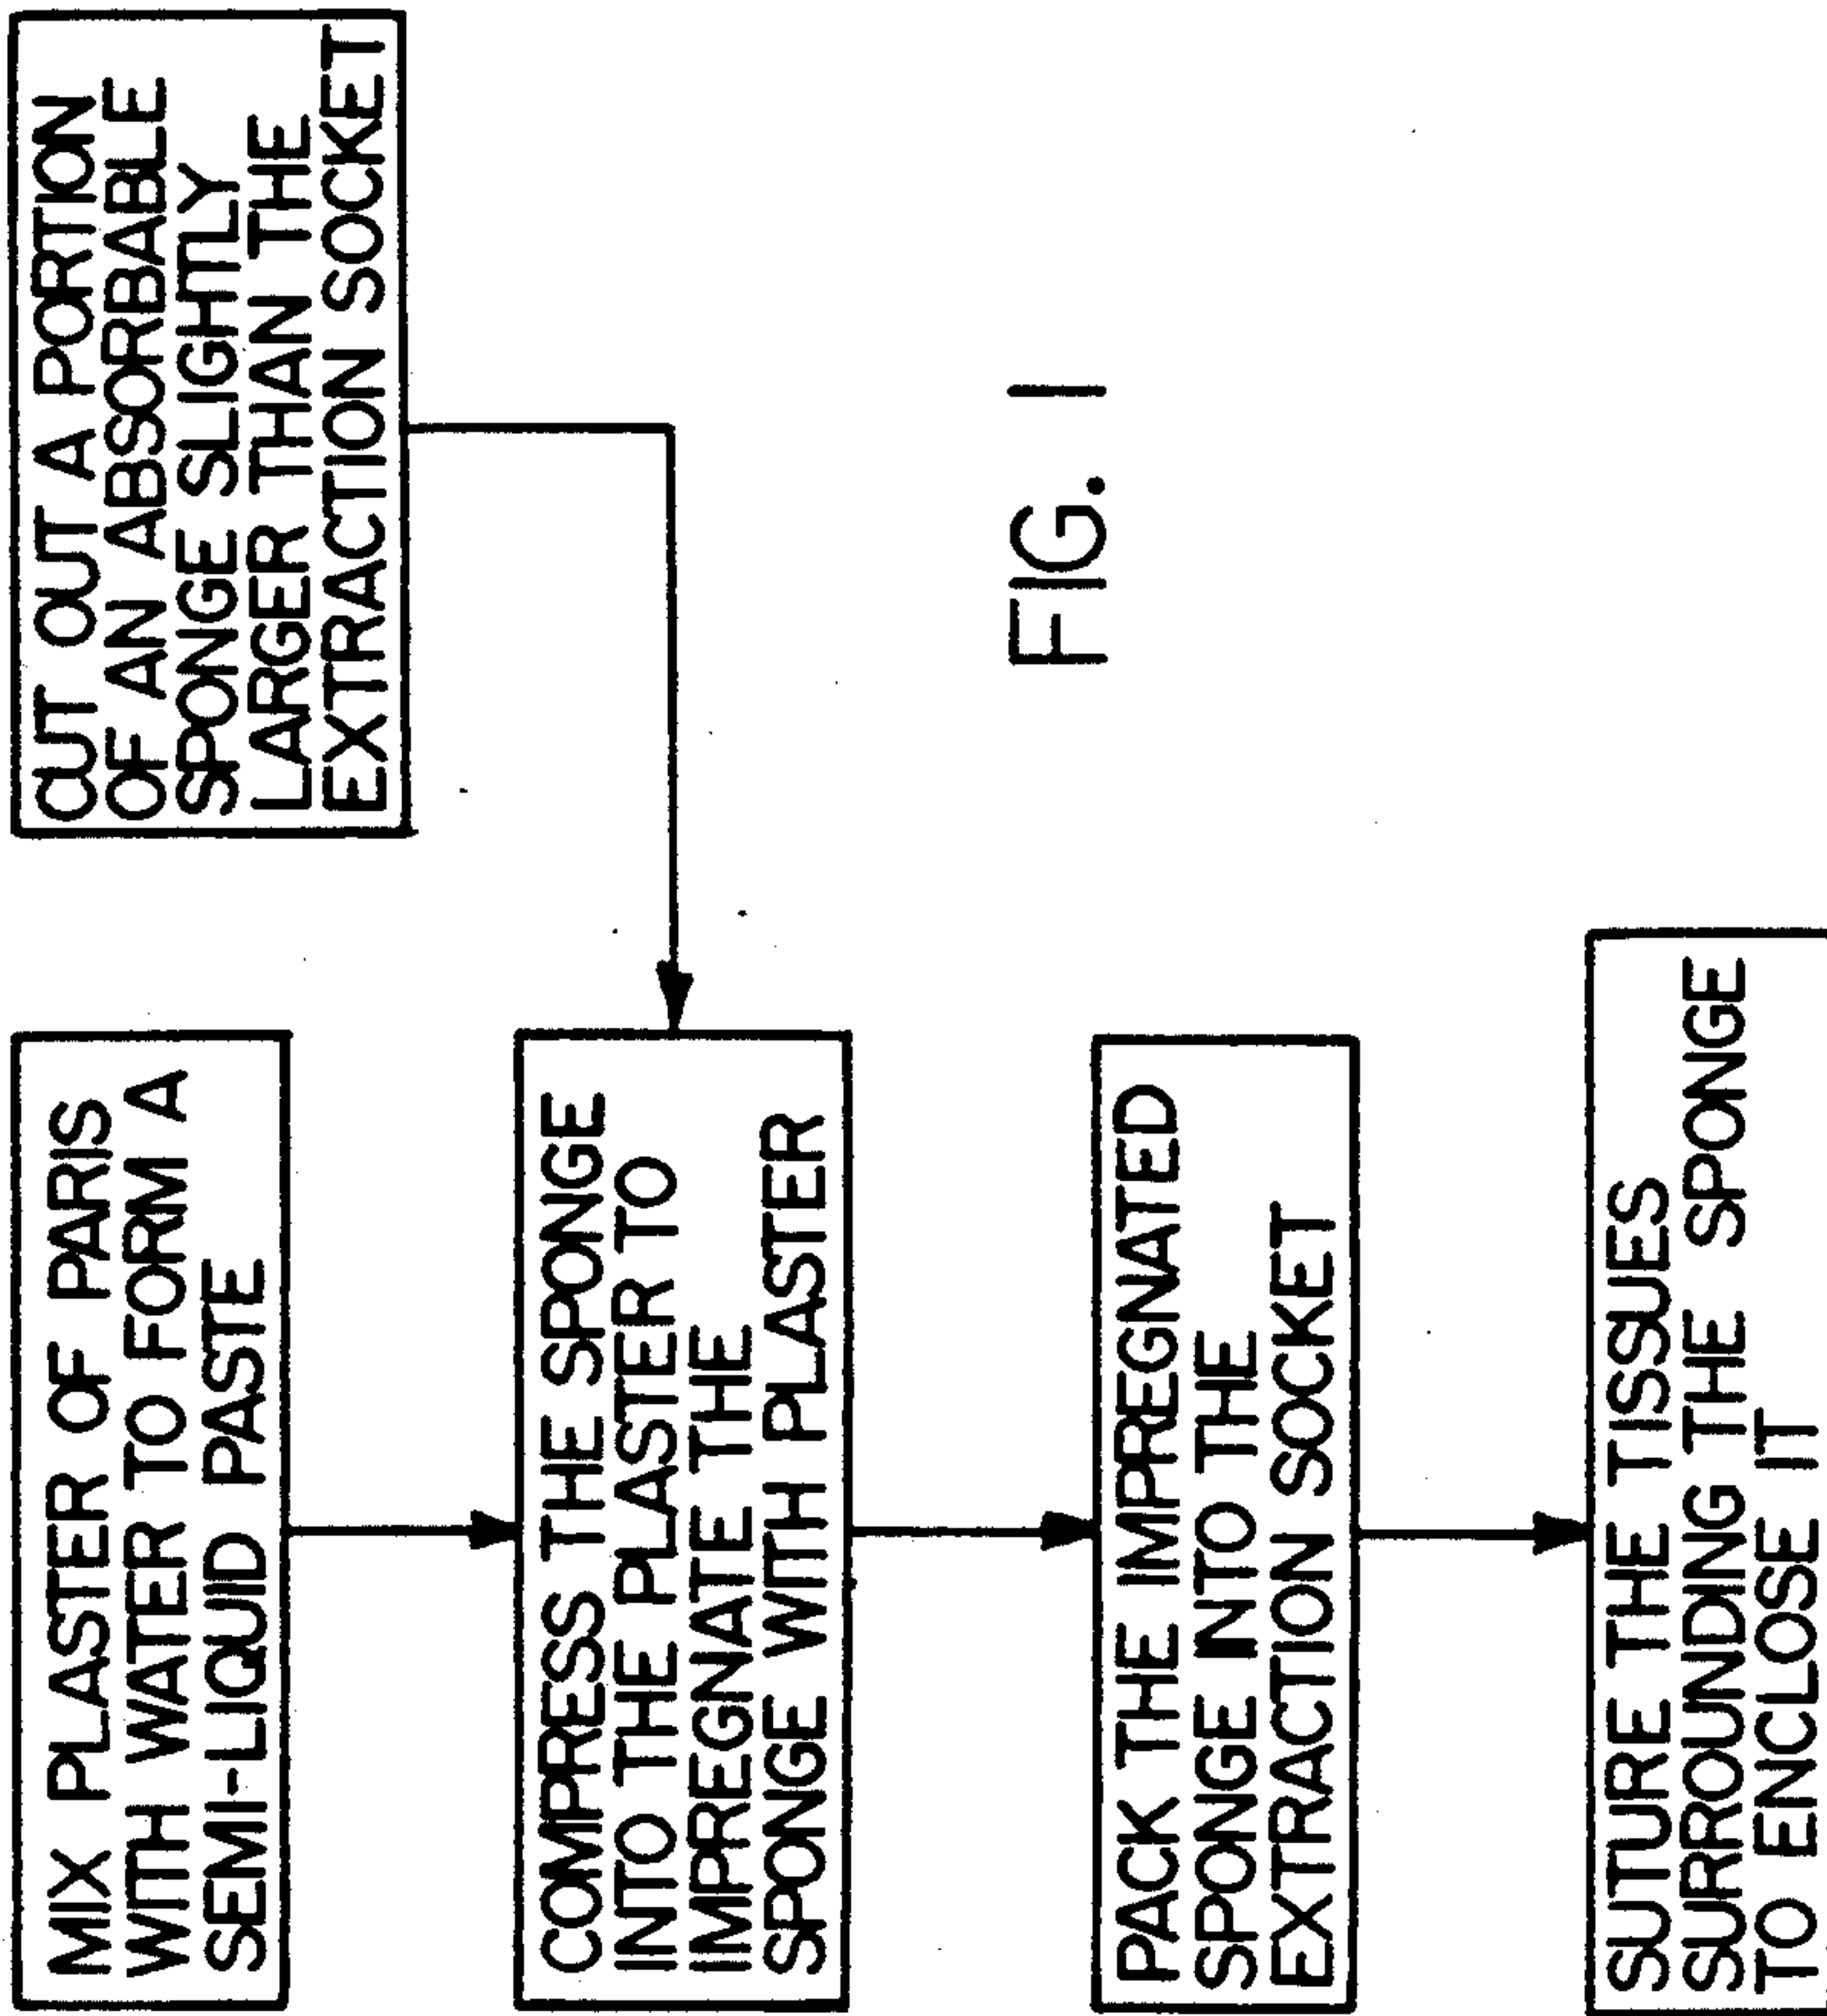 MIX PLASTER OF PARIS
WITH WATER TO FORM A
SEMI-LIQUID PASTE
CUT OUT A PORTION
OF AN ABSORBABLE
SPONGE SLIGHTLY
LARGER THAN THE
EXTRACTION SOCKET
COMPRESS THE SPONGE
INTO THE PLASTER TO
IMPREGNATE THE
SPONGE WITH PLASTER
PACK THE IMPREGNATED
SPONGE INTO THE
EXTRACTION SOCKET
SUTURE THE TISSUES
SURROUNDING THE SPONGE
TO ENCLOSE IT
FIG. 1